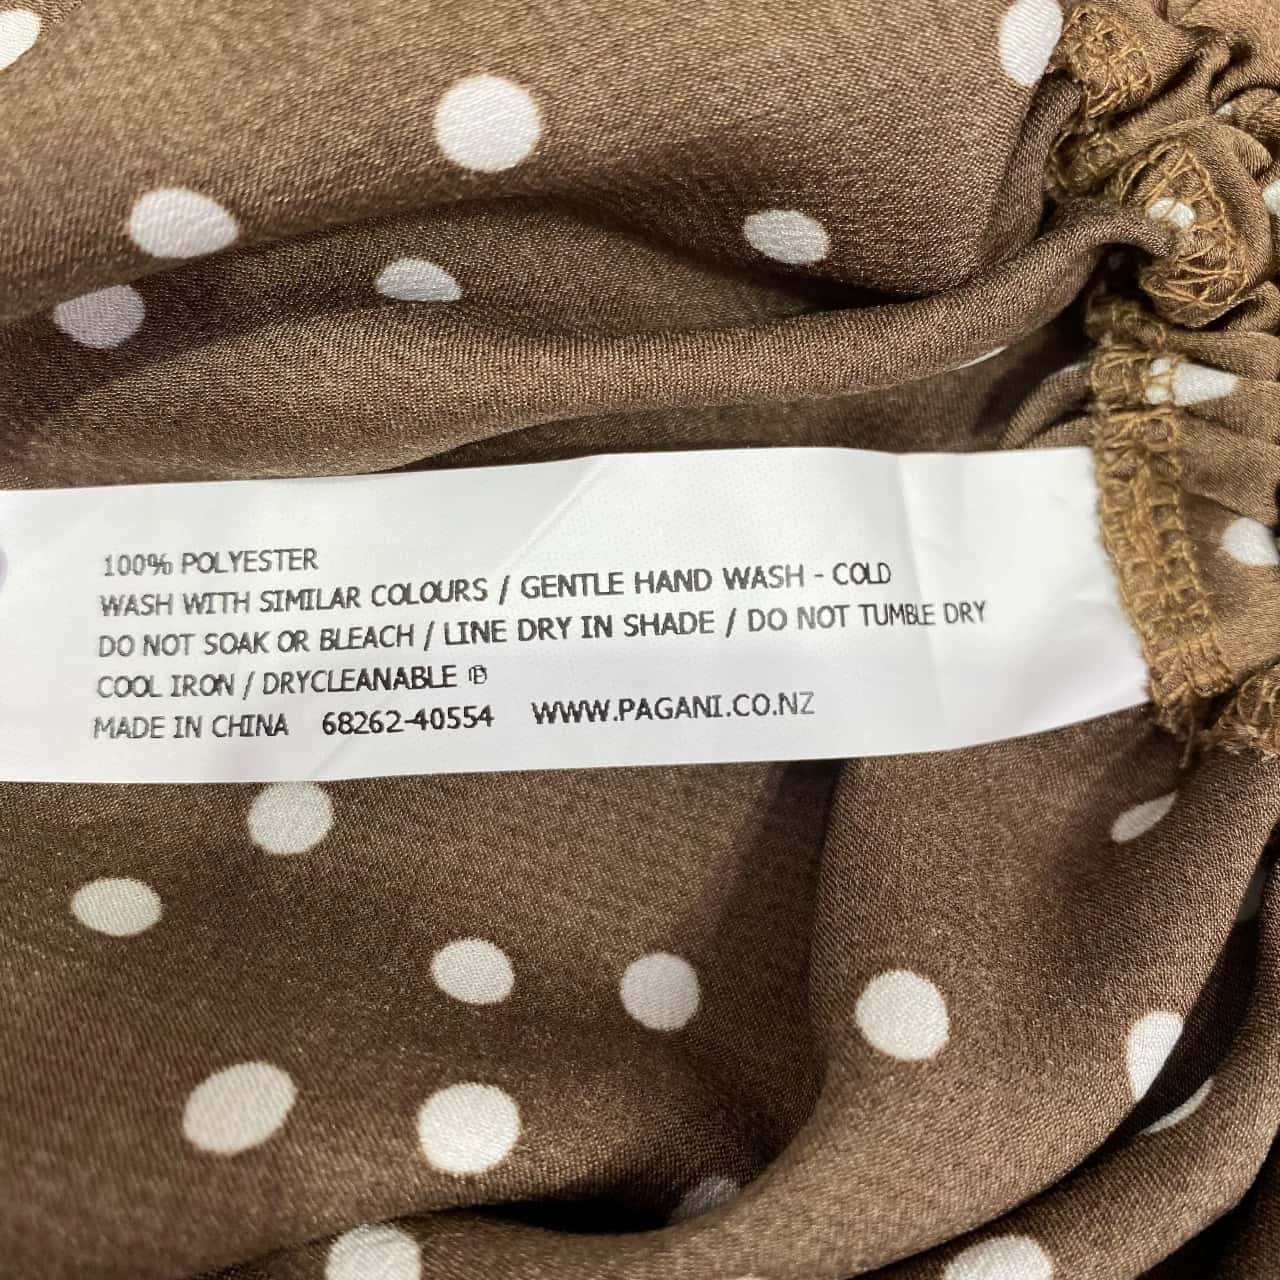 100% POLYESTER
WASH WITH SIMILAR COLOURS / GENTLE HAND WASH - COLD
DO NOT SOAK OR BLEACH / LINE DRY IN SHADE / DO NOT TUMBLE DRY
COOL IRON / DRYCLEANABLE Ⓟ
MADE IN CHINA 68262-40554 WWW.PAGANI.CO.NZ